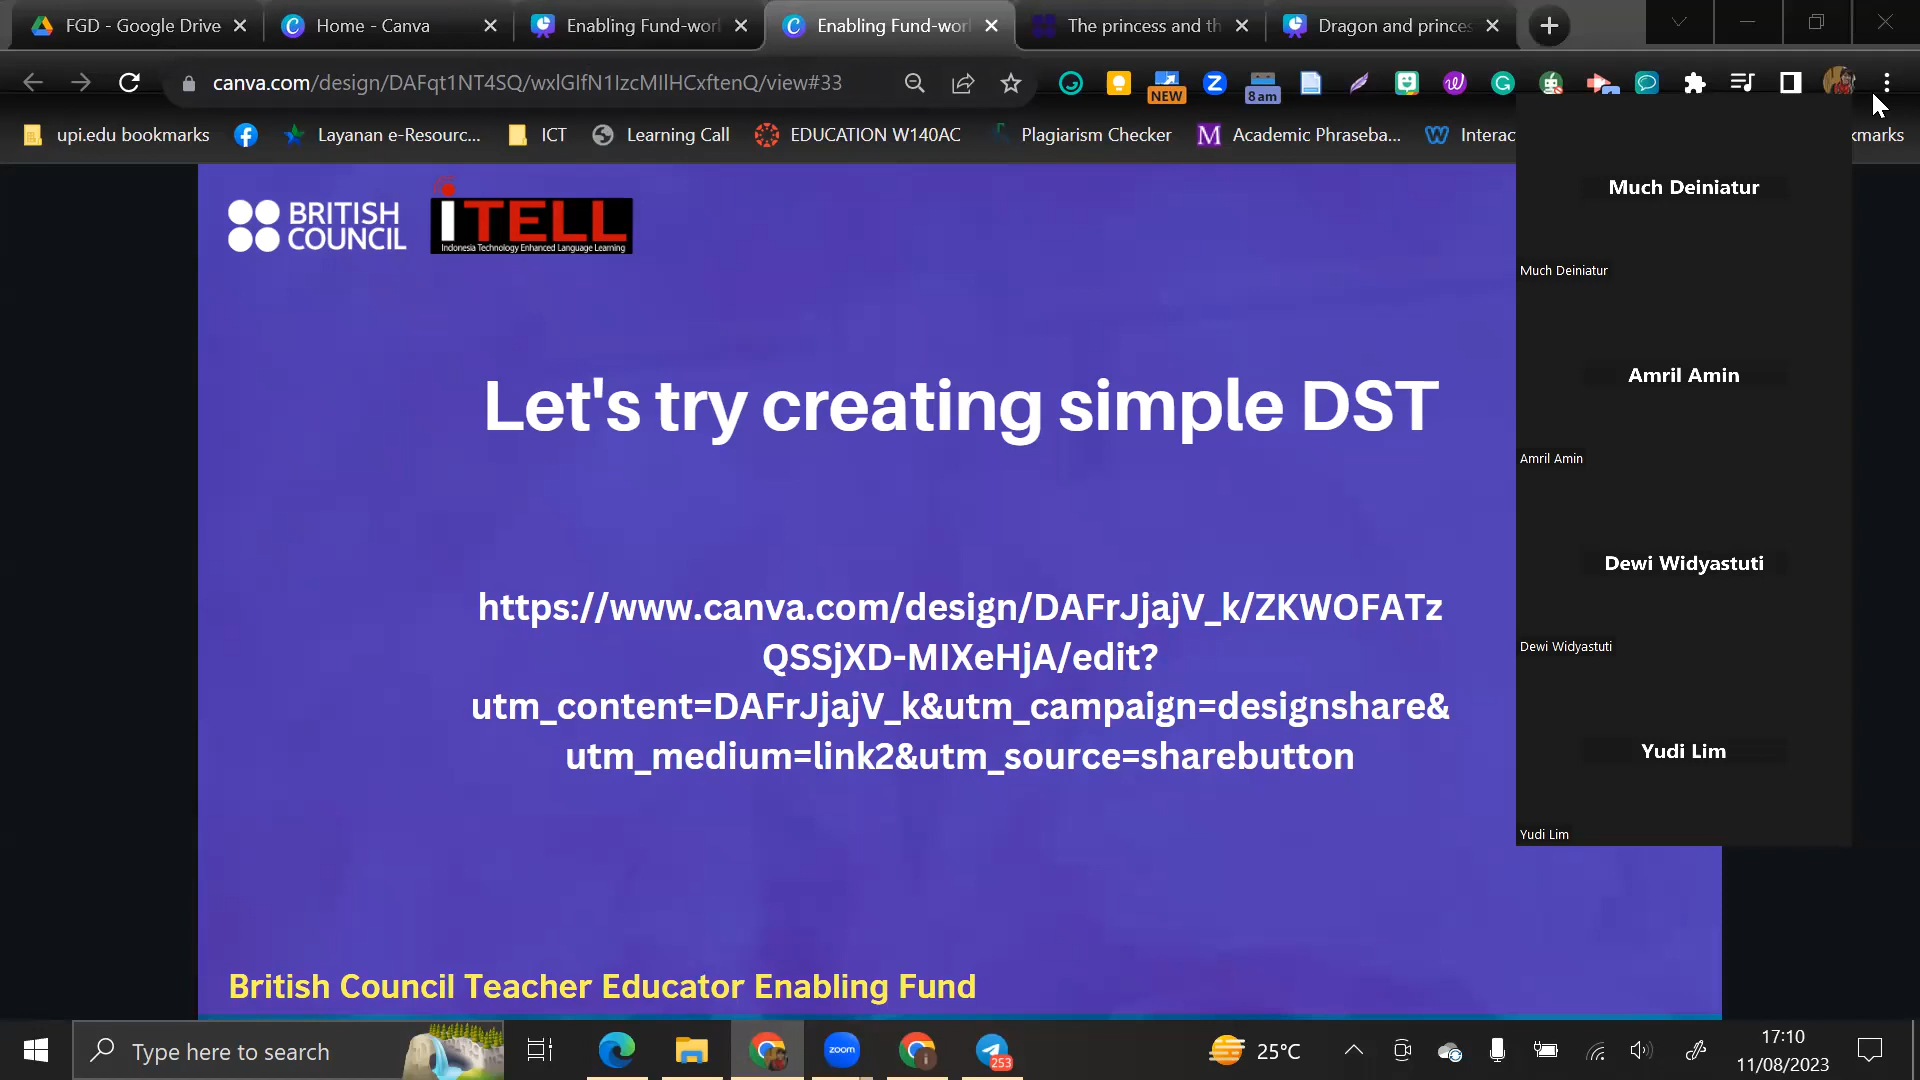 FGD - Google Drive
Home - Canva
Enabling Fund-wor
Enabling Fund-wor
The princess and th
Dragon and princes
canva.com/design/DAFqt1NT4SQ/wxlGIfN1IzcMIlHCxftenQ/view#33
NEW
8am
upi.edu bookmarks
Layanan e-Resourc...
ICT
Learning Call
EDUCATION W140AC
Plagiarism Checker
Academic Phraseba...
Interac
kmarks
BRITISH
COUNCIL
iTELL
Indonesia Technology Enhanced Language Learning
Let's try creating simple DST
https://www.canva.com/design/DAFrJjajV_k/ZKWOFATz
QSSjXD-MIXeHjA/edit?
utm_content=DAFrJjajV_k&utm_campaign=designshare&
utm_medium=link2&utm_source=sharebutton
British Council Teacher Educator Enabling Fund
Much Deiniatur
Much Deiniatur
Amril Amin
Amril Amin
Dewi Widyastuti
Dewi Widyastuti
Yudi Lim
Yudi Lim
Type here to search
zoom
253
25°C
17:10
11/08/2023